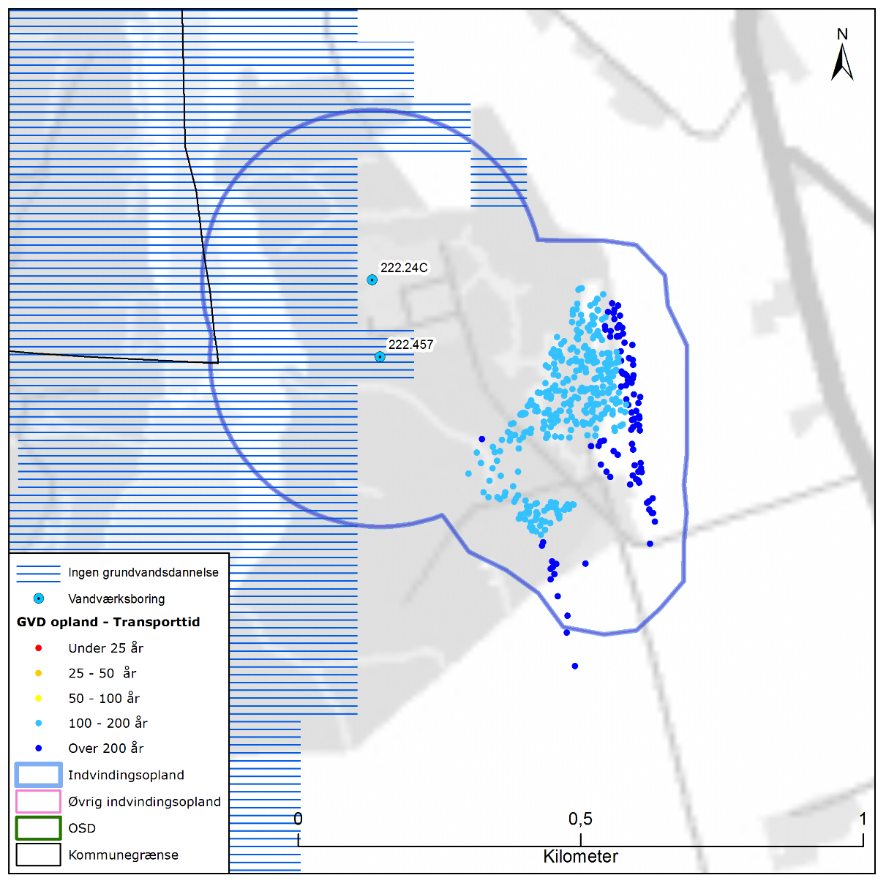 N
222.24C
222.457
Ingen grundvandsdannelse
Vandværksboring
GVD opland - Transporttid
Under 25 år
25 - 50 år
50 - 100 år
100 - 200 år
Over 200 år
Indvindingsopland
Øvrig indvindingsopland
OSD
Kommunegrænse
0 0,5 1
Kilometer